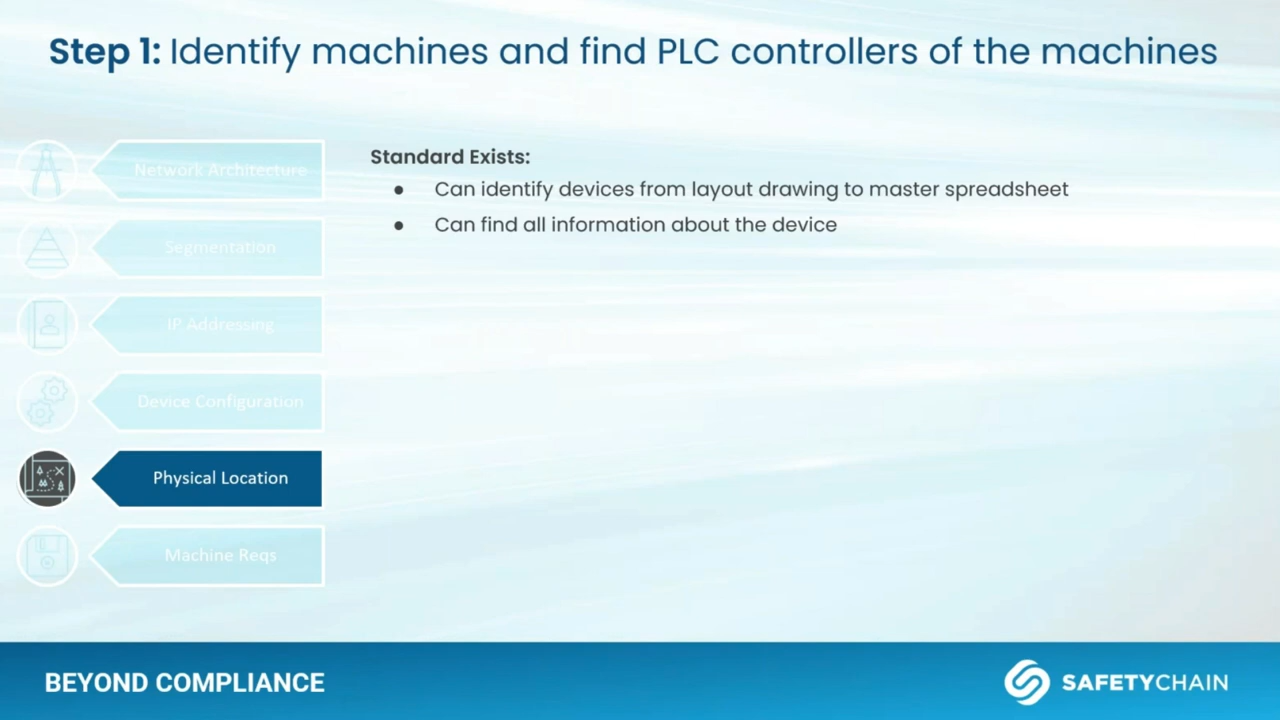 Step 1: Identify machines and find PLC controllers of the machines
Network Architecture
Segmentation
IP Addressing
Device Configuration
Physical Location
Machine Reqs
Standard Exists:
● Can identify devices from layout drawing to master spreadsheet
● Can find all information about the device
BEYOND COMPLIANCE
SAFETYCHAIN